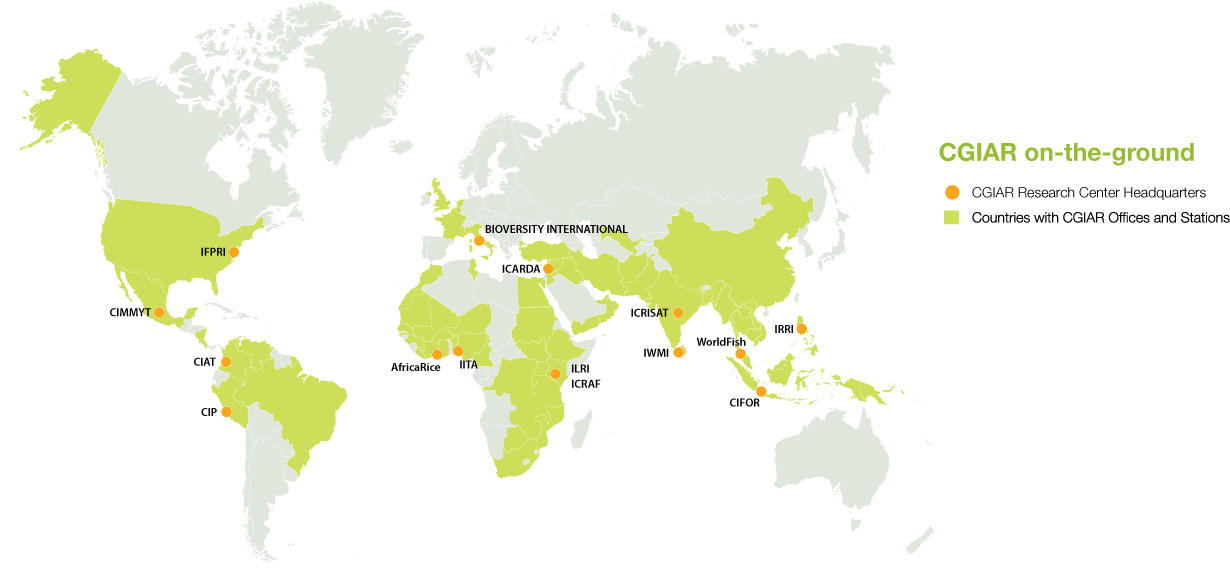 CGIAR on-the-ground
CGIAR Research Center Headquarters
Countries with CGIAR Offices and Stations
BIOVERSITY INTERNATIONAL
IFPRI
ICARDA
CIMMYT
ICRISAT
IRRI
WorldFish
IWMI
CIAT
AfricaRice
IITA
ILRI
ICRAF
CIFOR
CIP